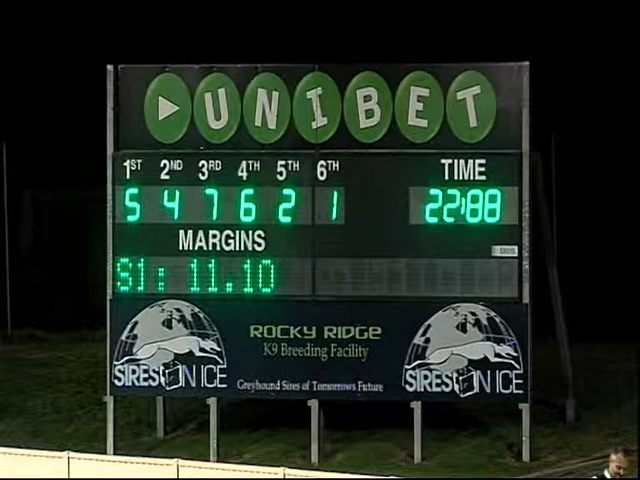 UNIBET
1ST 2ND 3RD 4TH 5TH 6TH TIME
5 4 7 6 2 1 22:88
MARGINS
S1: 11.10
ROCKY RIDGE
K9 Breeding Facility
SIRES ON ICE
Greyhound Sires of Tomorrows Future
SIRES ON ICE